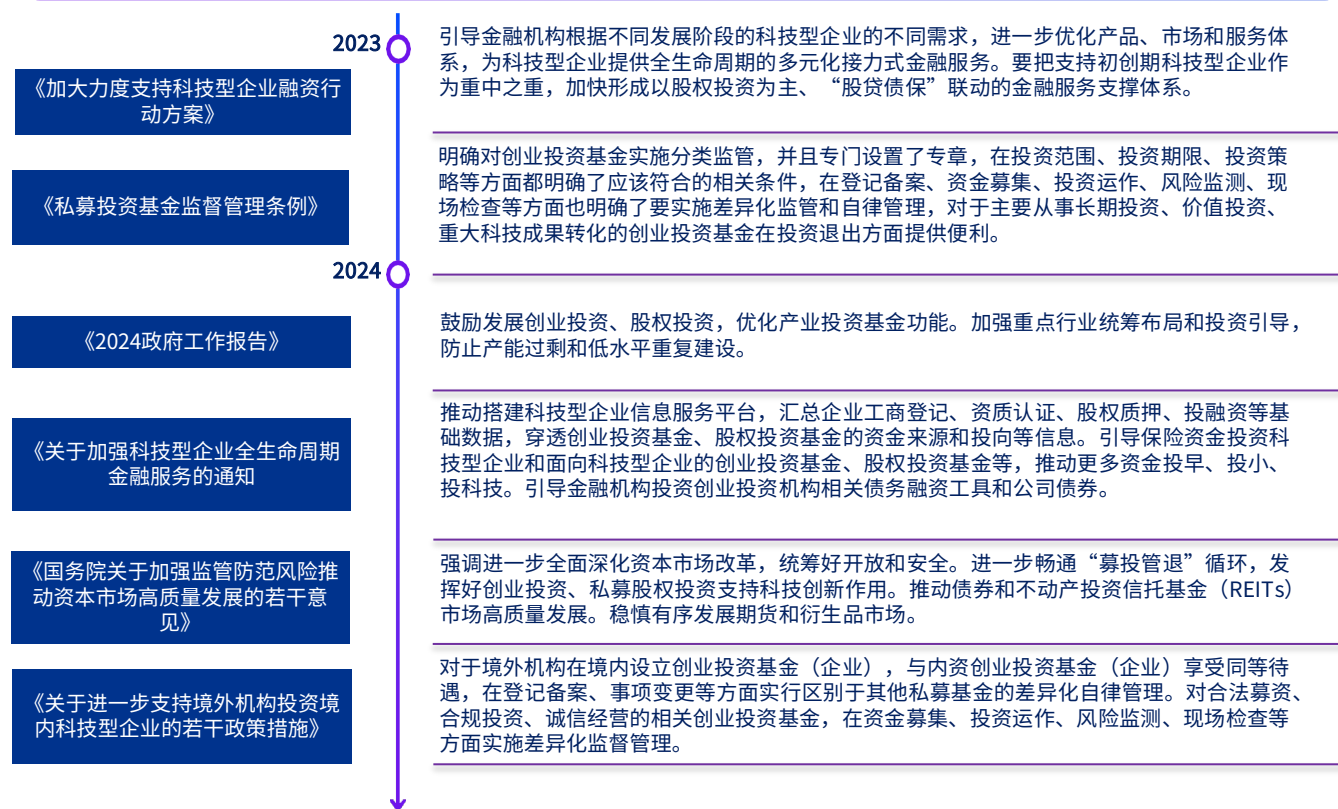 2023
《加大力度支持科技型企业融资行
动方案》
引导金融机构根据不同发展阶段的科技型企业的不同需求，进一步优化产品、市场和服务体
系，为科技型企业提供全生命周期的多元化接力式金融服务。要把支持初创期科技型企业作
为重中之重，加快形成以股权投资为主、“股贷债保”联动的金融服务支撑体系。
《私募投资基金监督管理条例》
明确对创业投资基金实施分类监管，并且专门设置了专章，在投资范围、投资期限、投资策
略等方面都明确了应该符合的相关条件，在登记备案、资金募集、投资运作、风险监测、现
场检查等方面也明确了要实施差异化监管和自律管理，对于主要从事长期投资、价值投资、
重大科技成果转化的创业投资基金在投资退出方面提供便利。
2024
《2024政府工作报告》
鼓励发展创业投资、股权投资，优化产业投资基金功能。加强重点行业统筹布局和投资引导，
防止产能过剩和低水平重复建设。
《关于加强科技型企业全生命周期
金融服务的通知
推动搭建科技型企业信息服务平台，汇总企业工商登记、资质认证、股权质押、投融资等基
础数据，穿透创业投资基金、股权投资基金的资金来源和投向等信息。引导保险资金投资科
技型企业和面向科技型企业的创业投资基金、股权投资基金等，推动更多资金投早、投小、
投科技。引导金融机构投资创业投资机构相关债务融资工具和公司债券。
《国务院关于加强监管防范风险推
动资本市场高质量发展的若干意
见》
强调进一步全面深化资本市场改革，统筹好开放和安全。进一步畅通“募投管退”循环，发
挥好创业投资、私募股权投资支持科技创新作用。推动债券和不动产投资信托基金（REITs）
市场高质量发展。稳慎有序发展期货和衍生品市场。
《关于进一步支持境外机构投资境
内科技型企业的若干政策措施》
对于境外机构在境内设立创业投资基金（企业），与内资创业投资基金（企业）享受同等待
遇，在登记备案、事项变更等方面实行区别于其他私募基金的差异化自律管理。对合法募资、
合规投资、诚信经营的相关创业投资基金，在资金募集、投资运作、风险监测、现场检查等
方面实施差异化监督管理。